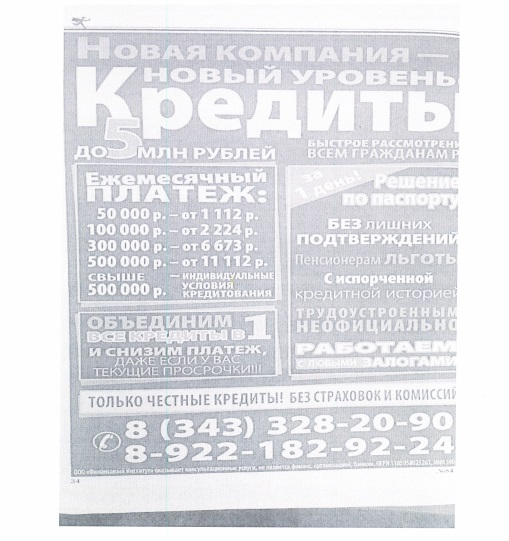 НОВАЯ КОМПАНИЯ —
НОВЫЙ УРОВЕНЬ
Кредиты
ДО 5 МЛН РУБЛЕЙ
БЫСТРОЕ РАССМОТРЕНИ
ВСЕМ ГРАЖДАНАМ Р
Ежемесячный
ПЛАТЕЖ:
50 000 р. – от 1 112 р.
100 000 р. – от 2 224 р.
300 000 р. – от 6 673 р.
500 000 р. – от 11 112 р.
СВЫШЕ
500 000 р.
— ИНДИВИДУАЛЬНЫЕ
УСЛОВИЯ
КРЕДИТОВАНИЯ
ОБЪЕДИНИМ
ВСЕ КРЕДИТЫ В 1
И СНИЗИМ ПЛАТЕЖ,
ДАЖЕ ЕСЛИ У ВАС
ТЕКУЩИЕ ПРОСРОЧКИ!!!
за
1 день!
Решение
по паспорту
БЕЗ ЛИШНИХ
ПОДТВЕРЖДЕНИЙ
Пенсионерам ЛЬГОТЫ
С испорченной
кредитной историей
ТРУДОУСТРОЕННЫМ
НЕОФИЦИАЛЬНО
РАБОТАЕМ
С ЛЮБЫМИ ЗАЛОГАМИ
ТОЛЬКО ЧЕСТНЫЕ КРЕДИТЫ! БЕЗ СТРАХОВОК И КОМИССИЙ
8 (343) 328-20-90
8-922-182-92-24
ООО «Финансовый Институт» оказывает консультационные услуги, не является финанс. организацией, банком.
34